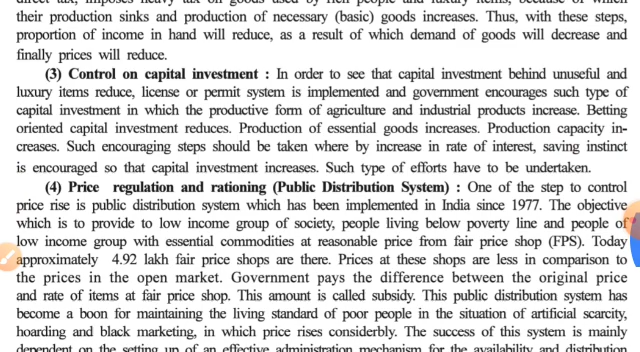 direct tax, imposes heavy tax on goods used by rich people and luxury items, because of which
their production sinks and production of necessary (basic) goods increases. Thus, with these steps,
proportion of income in hand will reduce, as a result of which demand of goods will decrease and
finally prices will reduce.
(3) Control on capital investment : In order to see that capital investment behind unuseful and
luxury items reduce, license or permit system is implemented and government encourages such type of
capital investment in which the productive form of agriculture and industrial products increase. Betting
oriented capital investment reduces. Production of essential goods increases. Production capacity in-
creases. Such encouraging steps should be taken where by increase in rate of interest, saving instinct
is encouraged so that capital investment increases. Such type of efforts have to be undertaken.
(4) Price regulation and rationing (Public Distribution System) : One of the step to control
price rise is public distribution system which has been implemented in India since 1977. The objective
which is to provide to low income group of society, people living below poverty line and people of
low income group with essential commodities at reasonable price from fair price shop (FPS). Today
approximately 4.92 lakh fair price shops are there. Prices at these shops are less in comparison to
the prices in the open market. Government pays the difference between the original price
and rate of items at fair price shop. This amount is called subsidy. This public distribution system has
become a boon for maintaining the living standard of poor people in the situation of artificial scarcity,
hoarding and black marketing, in which price rises considerbly. The success of this system is mainly
dependent on the setting up of an effective administration mechanism for the availability and distribution